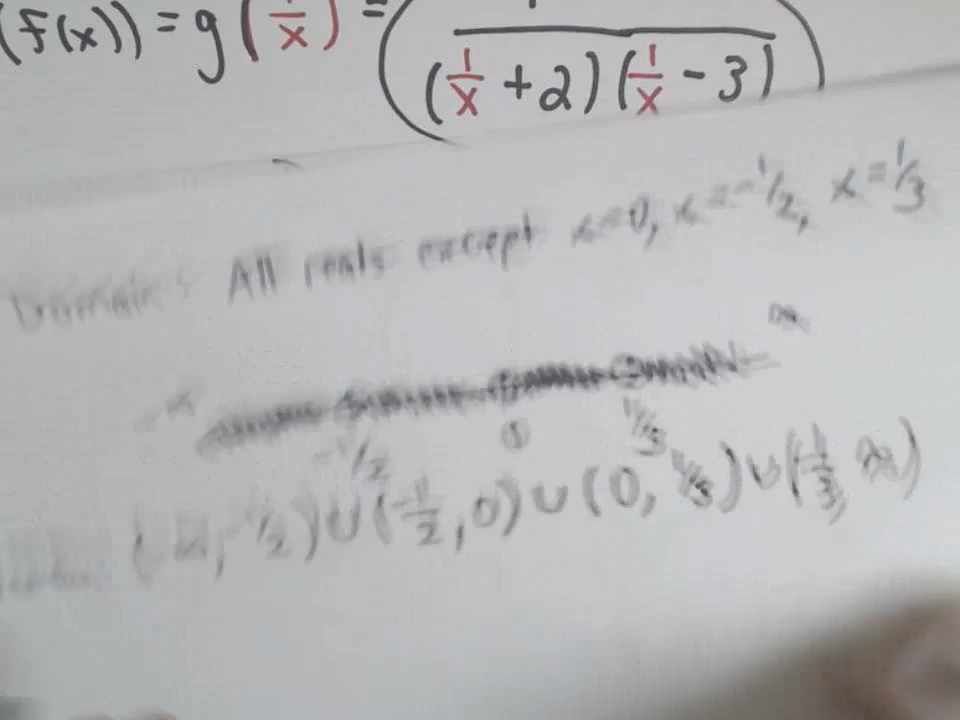 (f(x)) = g(1/x) = ( 1/((1/x + 2)(1/x - 3)) )
Domain: All reals except x=0, x=-1/2, x=1/3
-1/2 0 1/3
(-∞, -1/2) ∪ (-1/2, 0) ∪ (0, 1/3) ∪ (1/3, ∞)